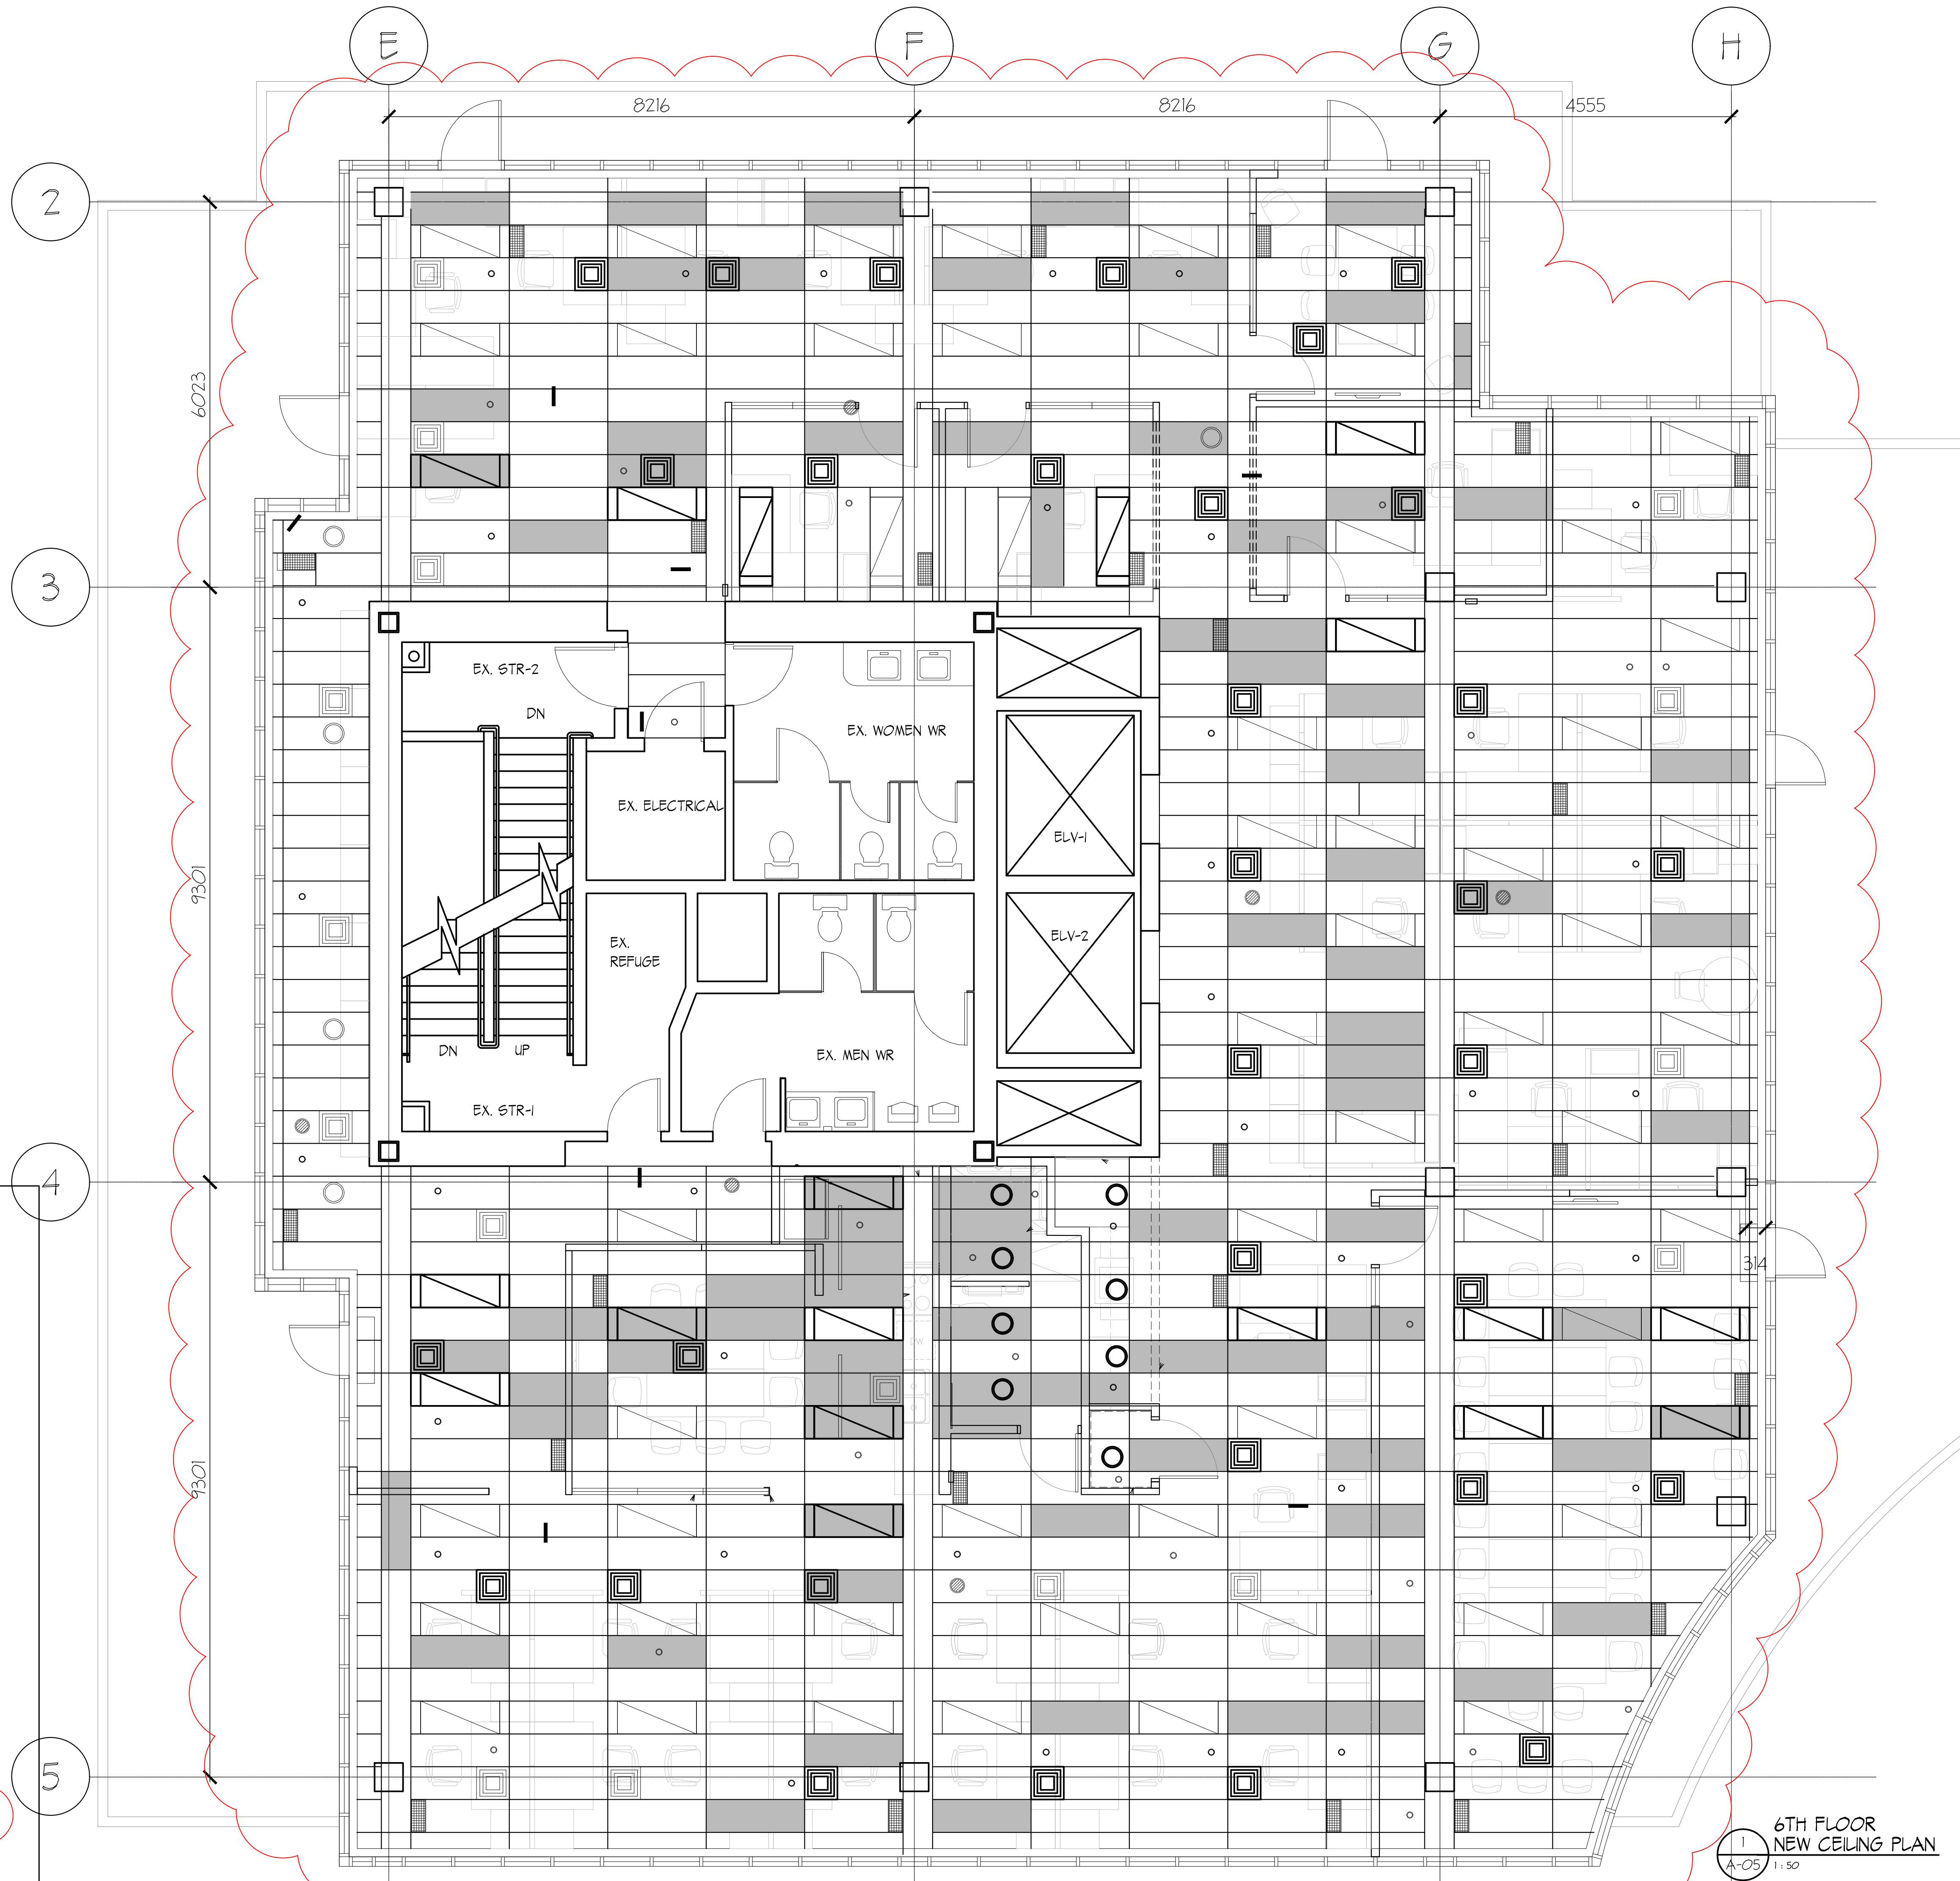 E
F
G
H
8216
8216
4555
2
6023
3
EX. STR-2
DN
EX. WOMEN WR
EX. ELECTRICAL
ELV-1
9301
EX.
REFUGE
ELV-2
DN
UP
EX. MEN WR
EX. STR-1
4
314
DW
9301
5
6TH FLOOR
NEW CEILING PLAN
1
A-05
1 : 50